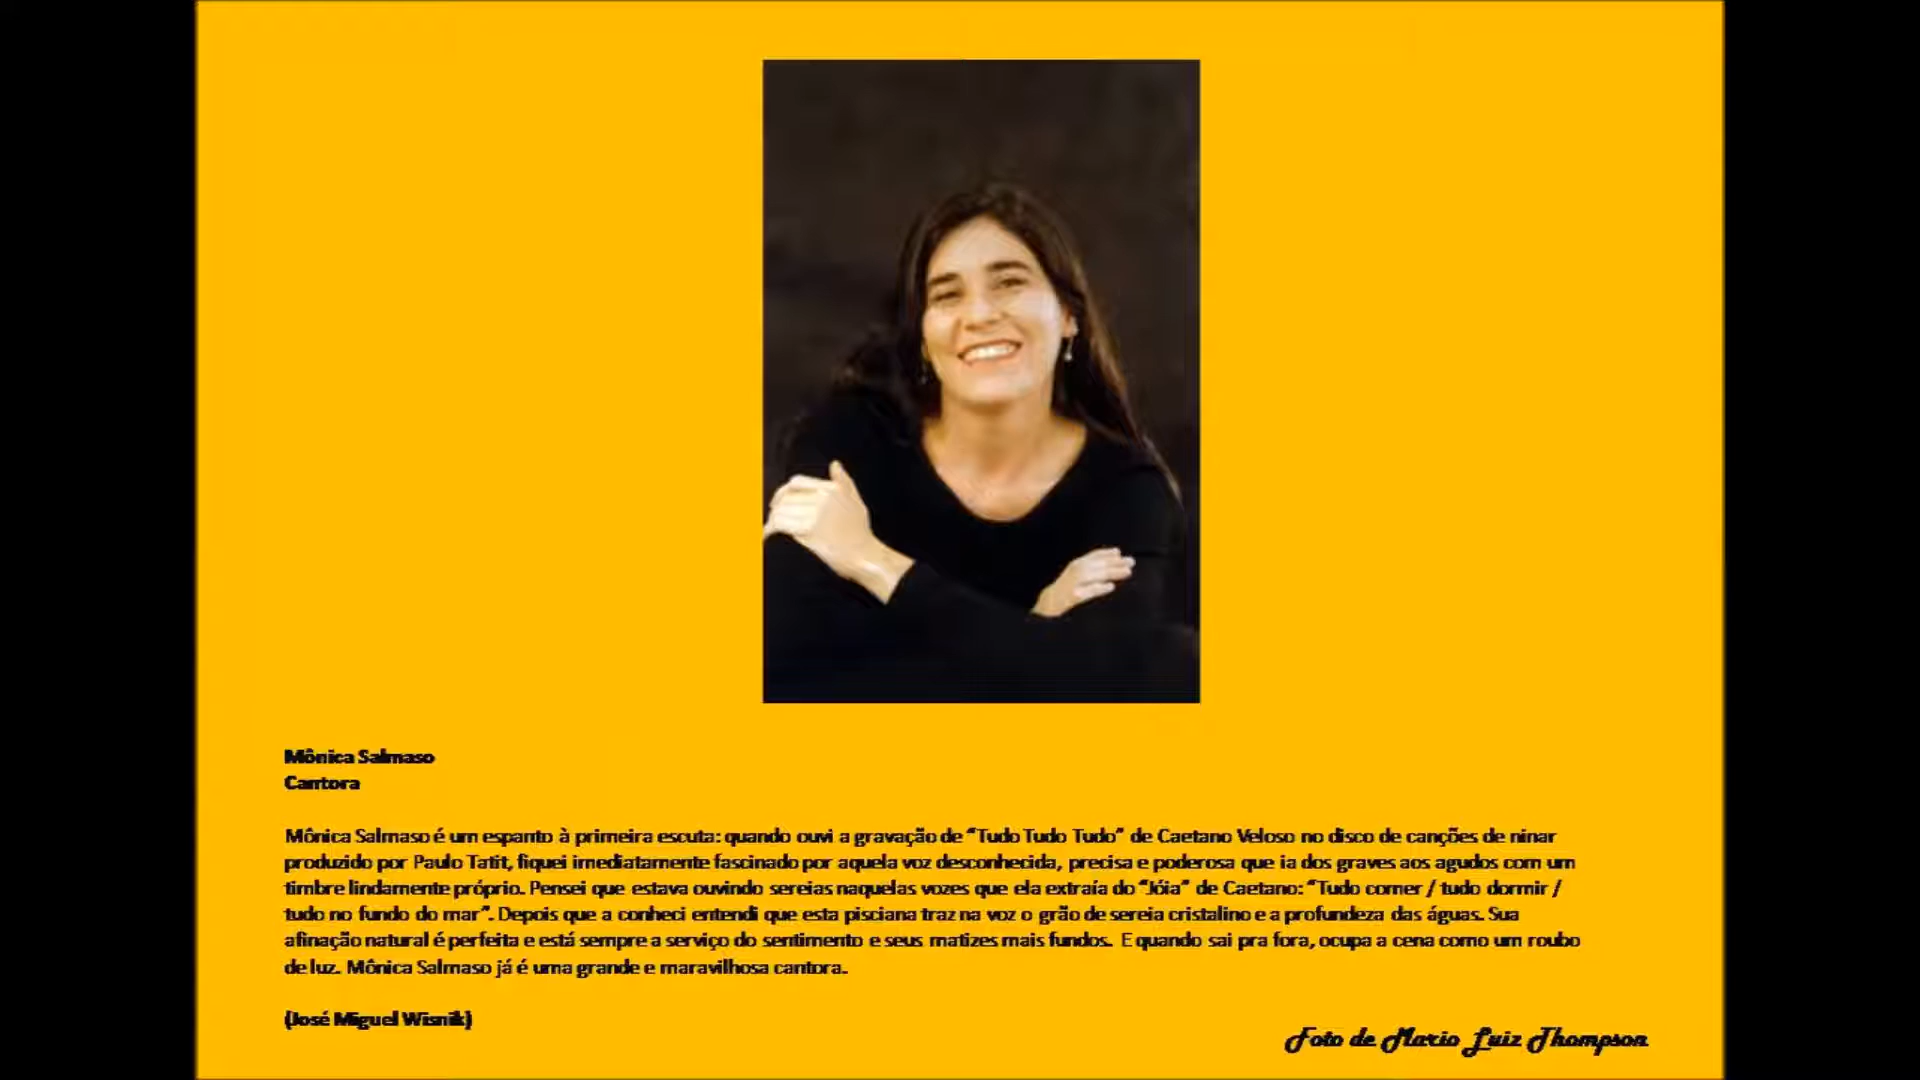 Mônica Salmaso
Cantora
Mônica Salmaso é um espanto à primeira escuta: quando ouvi a gravação de “Tudo Tudo Tudo” de Caetano Veloso no disco de canções de ninar
produzido por Paulo Tatit, fiquei imediatamente fascinado por aquela voz desconhecida, precisa e poderosa que ia dos graves aos agudos com um
timbre lindamente próprio. Pensei que estava ouvindo sereias naquelas vozes que ela extraía do “Jóia” de Caetano: “Tudo comer / tudo dormir /
tudo no fundo do mar”. Depois que a conheci entendi que esta pisciana traz na voz o grão de sereia cristalino e a profundeza das águas. Sua
afinação natural é perfeita e está sempre a serviço do sentimento e seus matizes mais fundos. E quando sai pra fora, ocupa a cena como um roubo
de luz. Mônica Salmaso já é uma grande e maravilhosa cantora.
(José Miguel Wisnik)
Foto de Mario Luiz Thompson